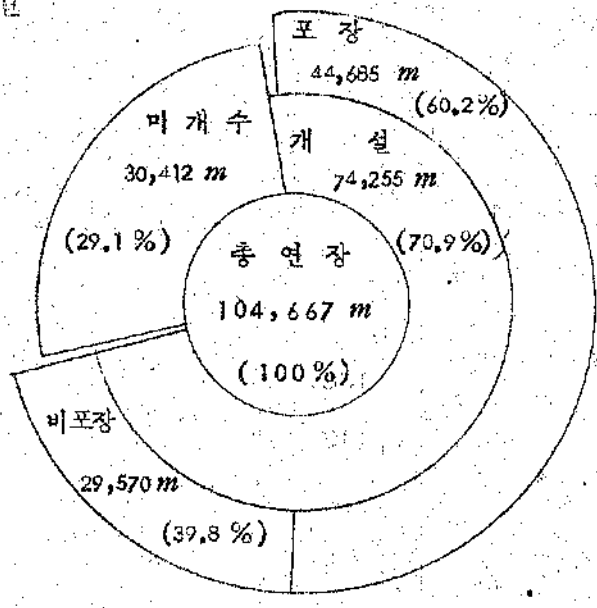 포 장
44,685 m
(60.2%)
미 개 수
30,412 m
(29.1%)
개 설
74,255 m
(70.9%)
총 연 장
104,667 m
(100%)
비포장
29,570 m
(39.8%)